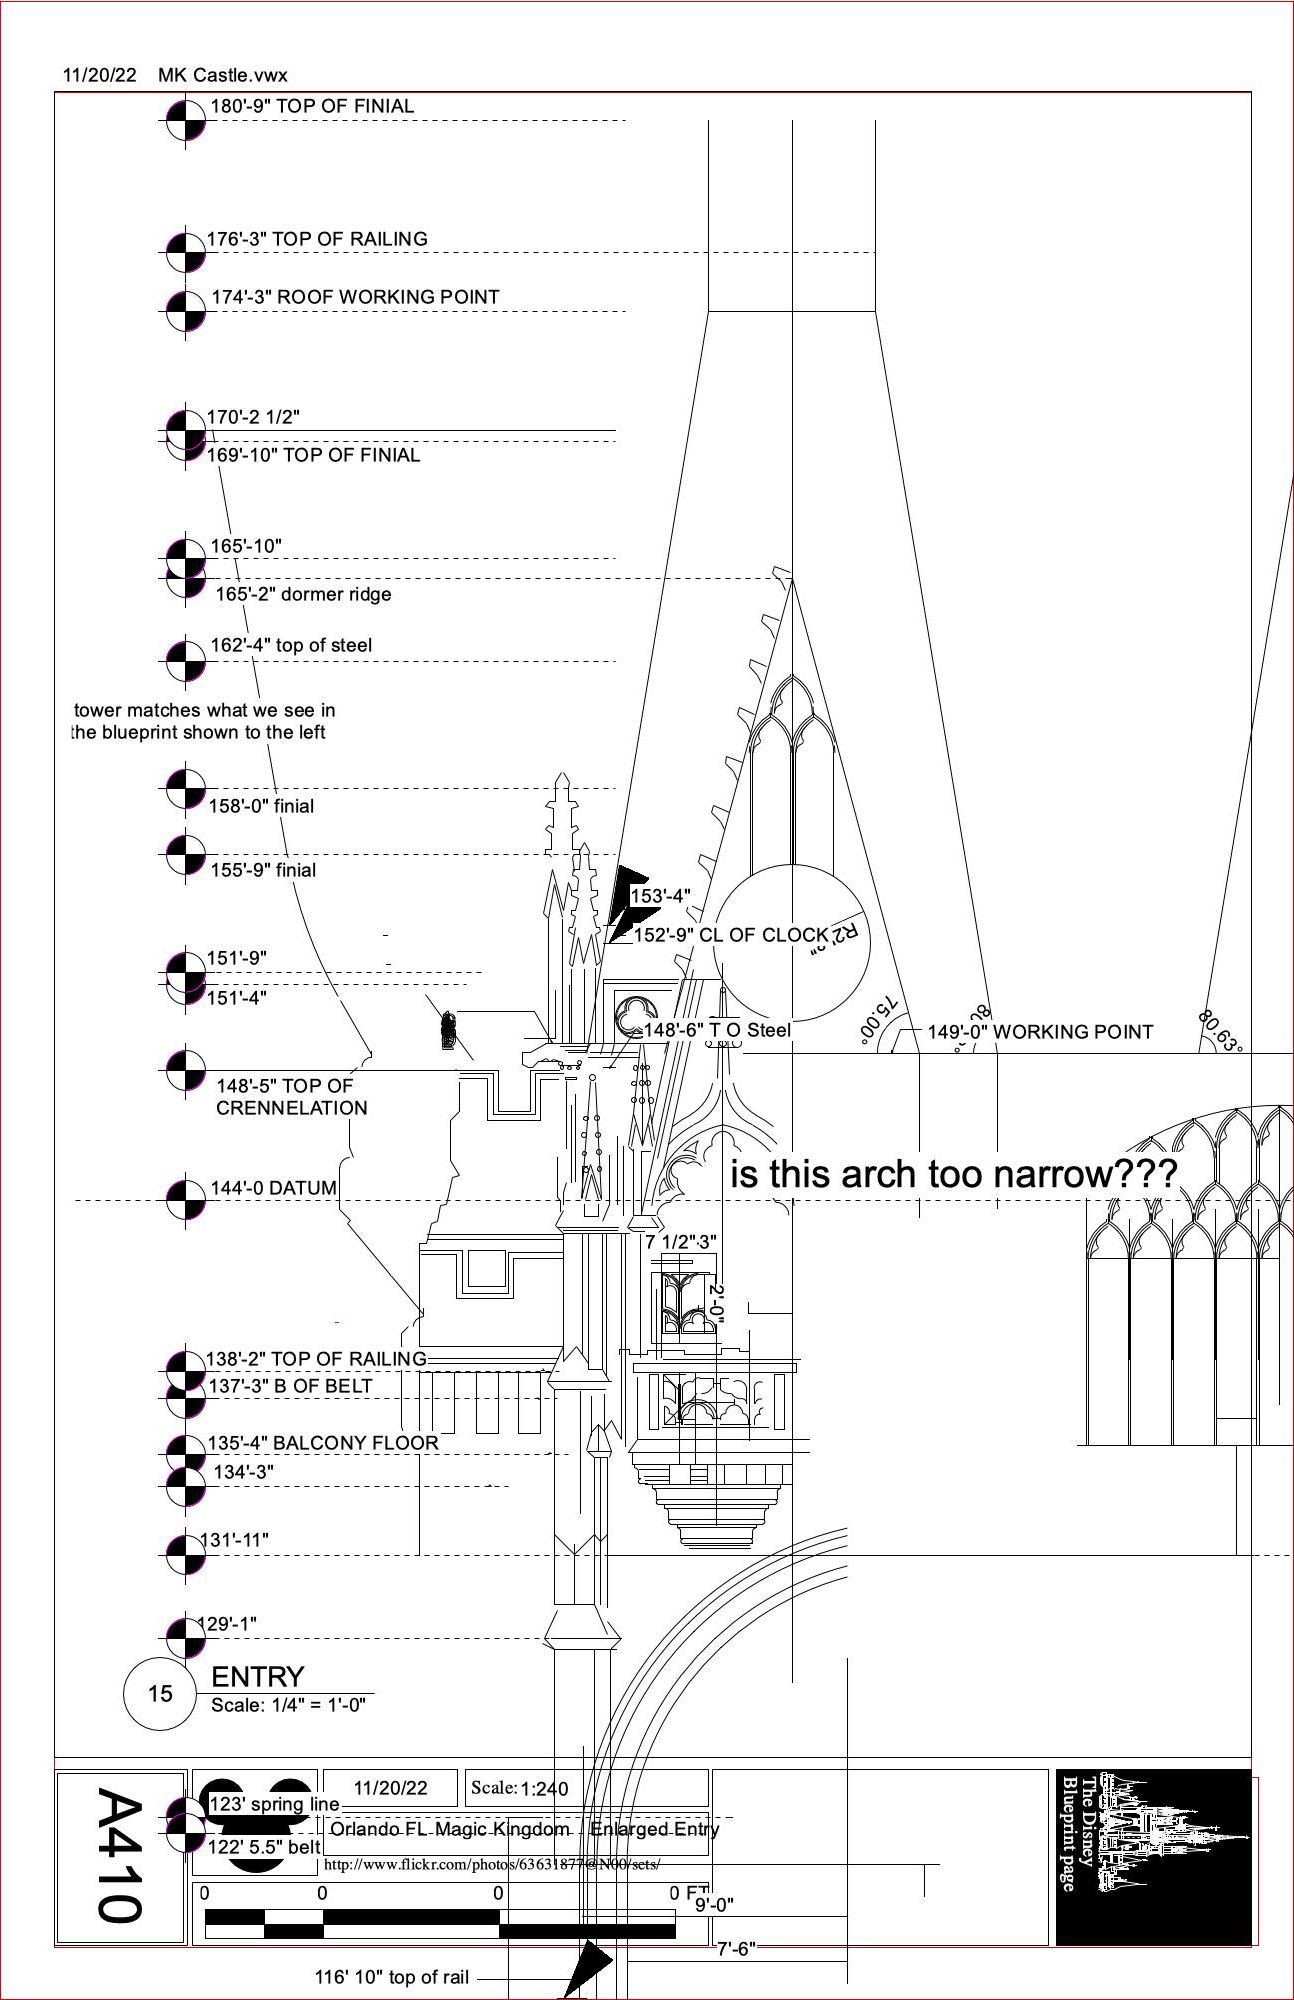 11/20/22 MK Castle.vwx
180'-9" TOP OF FINIAL
176'-3" TOP OF RAILING
174'-3" ROOF WORKING POINT
170'-2 1/2"
169'-10" TOP OF FINIAL
165'-10"
165'-2" dormer ridge
162'-4" top of steel
tower matches what we see in
the blueprint shown to the left
158'-0" finial
155'-9" finial
153'-4"
152'-9" CL OF CLOCK
151'-9"
151'-4"
148'-6" T O Steel
75.00°
149'-0" WORKING POINT
80.63°
148'-5" TOP OF
CRENNELATION
is this arch too narrow???
144'-0 DATUM
7 1/2" 3"
2'-0"
138'-2" TOP OF RAILING
137'-3" B OF BELT
135'-4" BALCONY FLOOR
134'-3"
131'-11"
129'-1"
15
ENTRY
Scale: 1/4" = 1'-0"
A410
11/20/22
Scale: 1:240
123' spring line
Orlando FL Magic Kingdom Enlarged Entry
122' 5.5" belt
http://www.flickr.com/photos/63631877@N00/sets/
0 0 0 0 FT
9'-0"
7'-6"
116' 10" top of rail
The Disney
Blueprint page